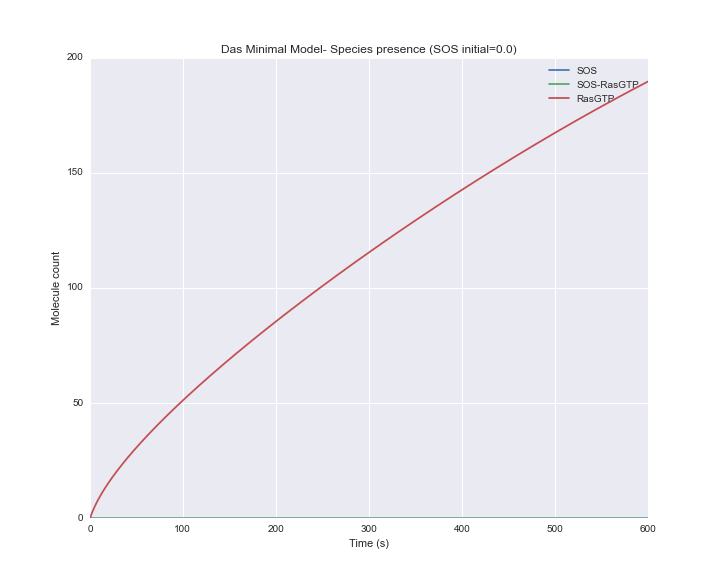 Das Minimal Model- Species presence (SOS initial=0.0)
200
SOS
SOS-RasGTP
RasGTP
150
Molecule count
100
50
0
0 100 200 300 400 500 600
Time (s)